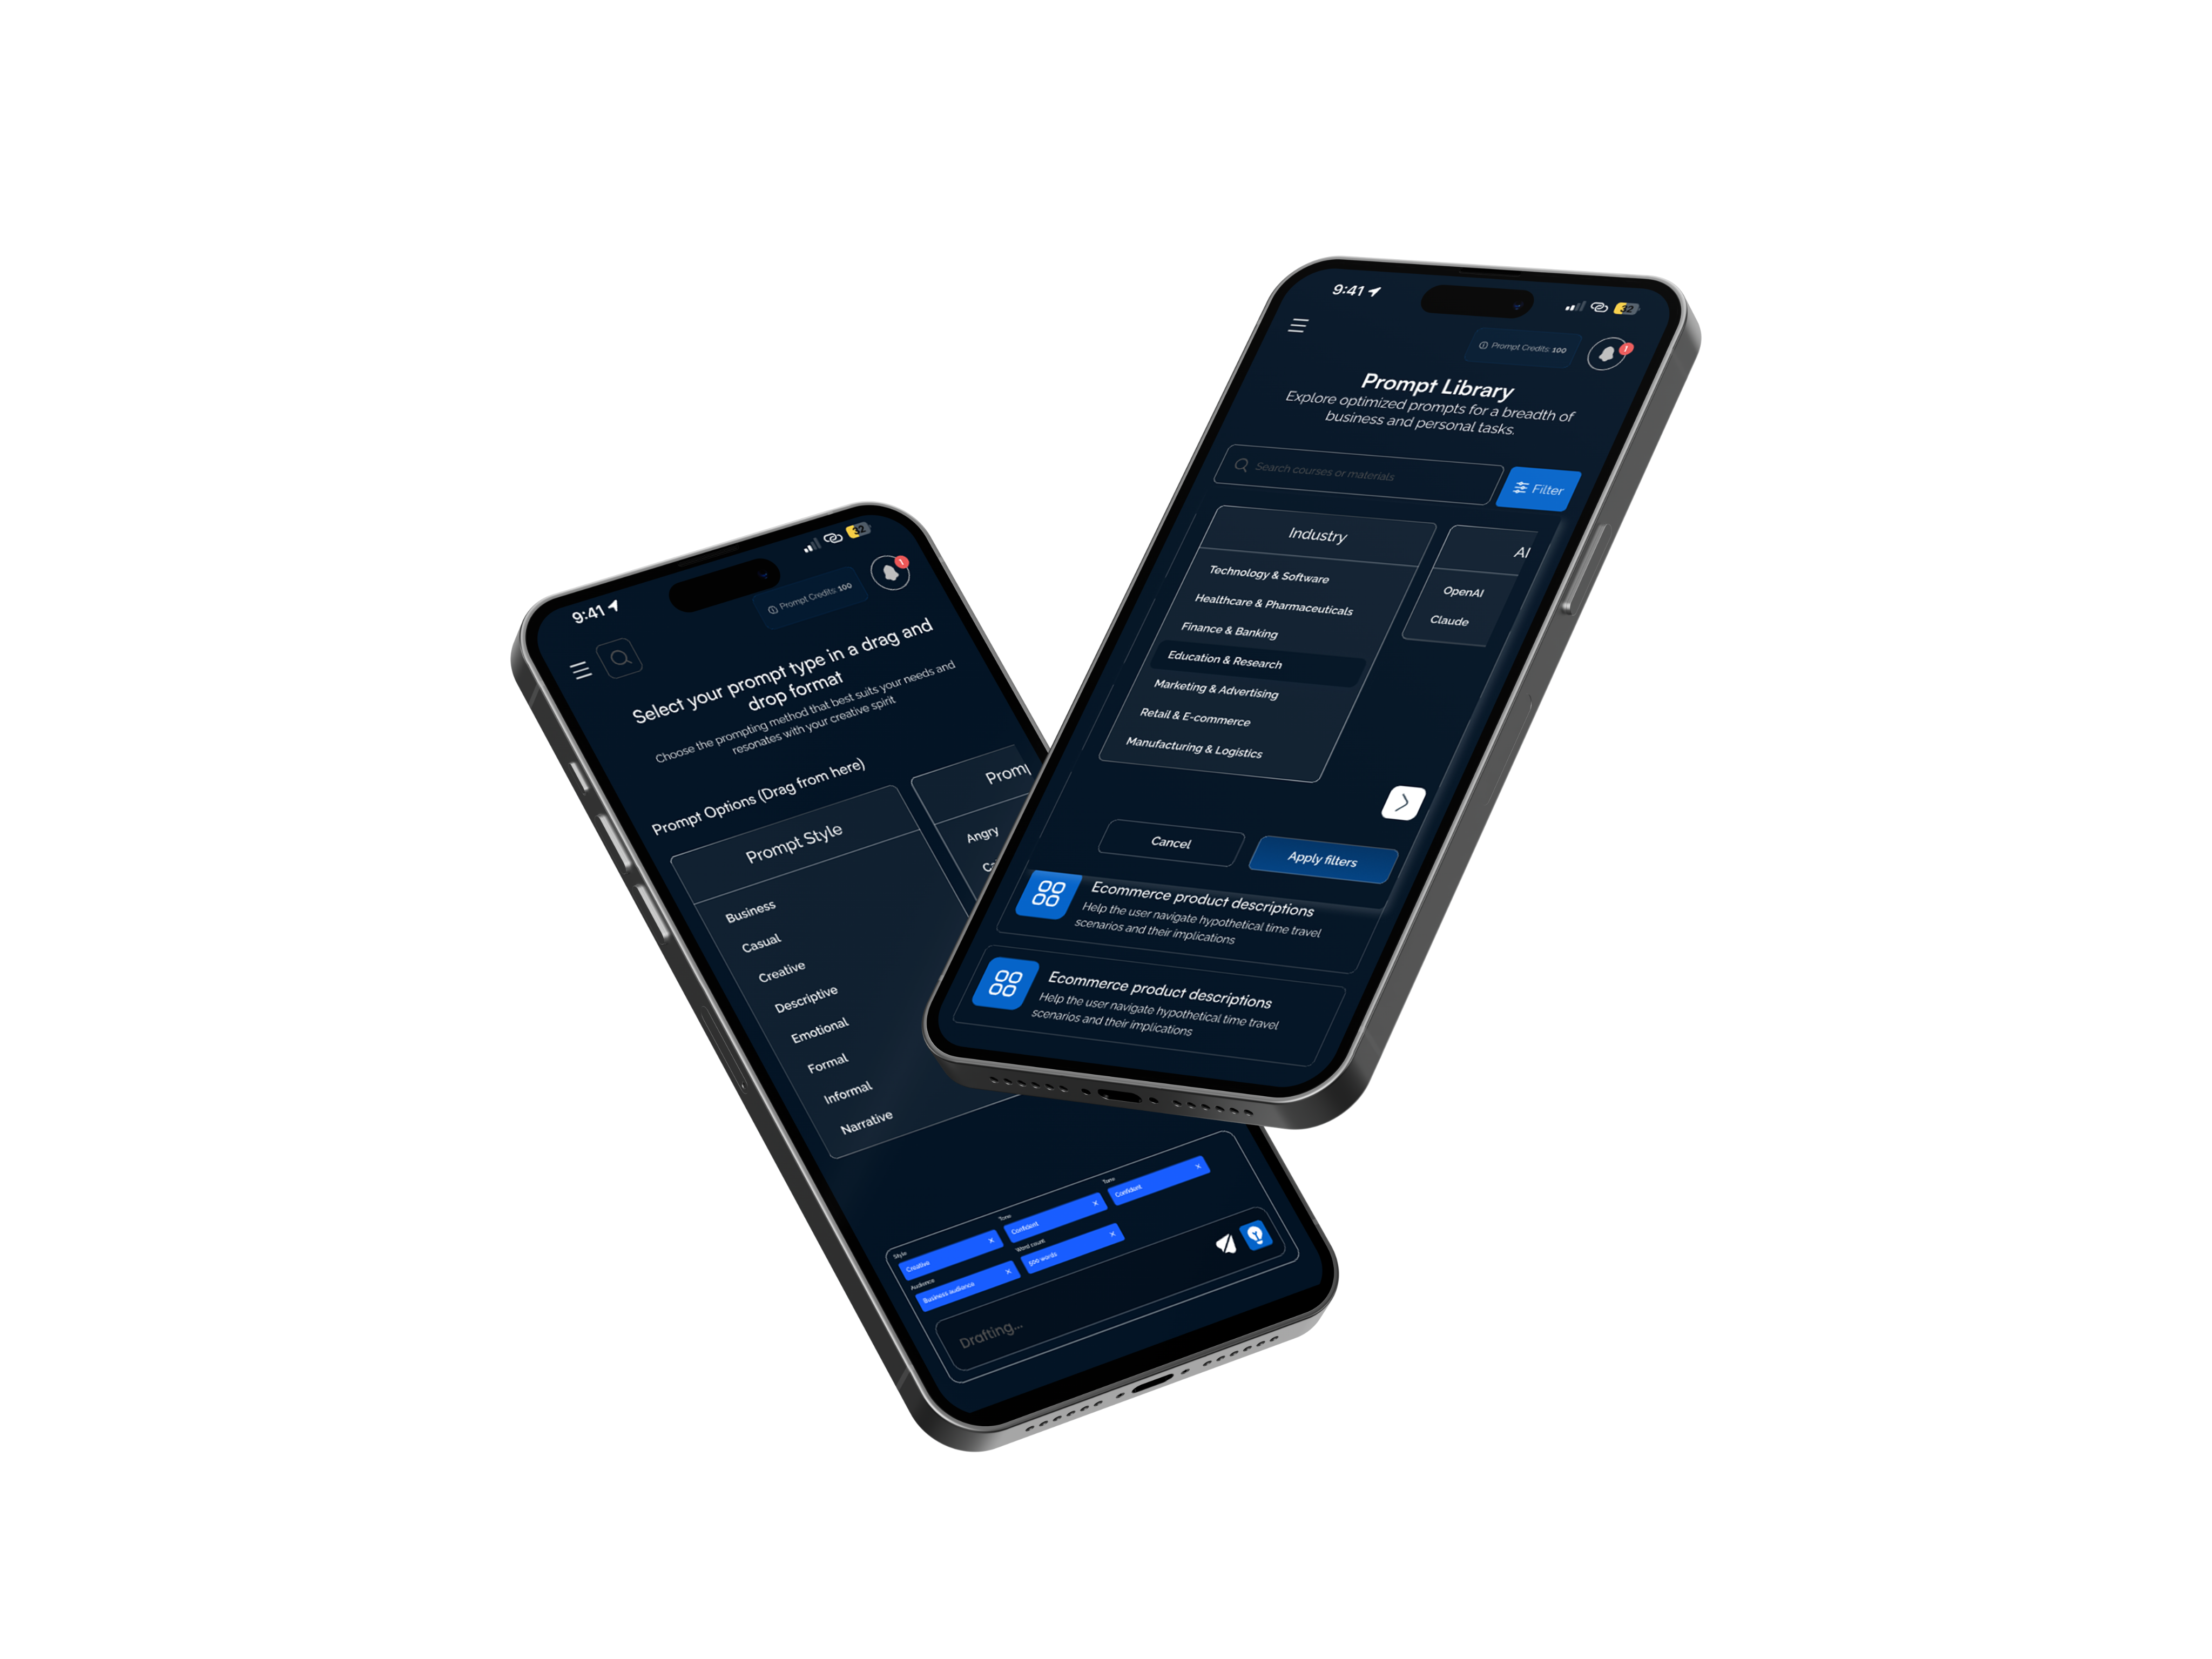 9:41
32
Prompt Credits: 100
!
Select your prompt type in a drag and
drop format
Choose the prompting method that best suits your needs and
resonates with your creative spirit
Prompt Options (Drag from here)
Prompt Style
Business
Casual
Creative
Descriptive
Emotional
Formal
Informal
Narrative
Promp
Angry
Style
Creative
Tone
Confident
Tone
Confident
Audience
Business audience
Word count
500 words
Drafting...
9:41
32
Prompt Credits: 100
!
Prompt Library
Explore optimized prompts for a breadth of
business and personal tasks.
Search courses or materials
Filter
Industry
Technology & Software
Healthcare & Pharmaceuticals
Finance & Banking
Education & Research
Marketing & Advertising
Retail & E-commerce
Manufacturing & Logistics
AI
OpenAI
Claude
Cancel
Apply filters
Ecommerce product descriptions
Help the user navigate hypothetical time travel
scenarios and their implications
Ecommerce product descriptions
Help the user navigate hypothetical time travel
scenarios and their implications